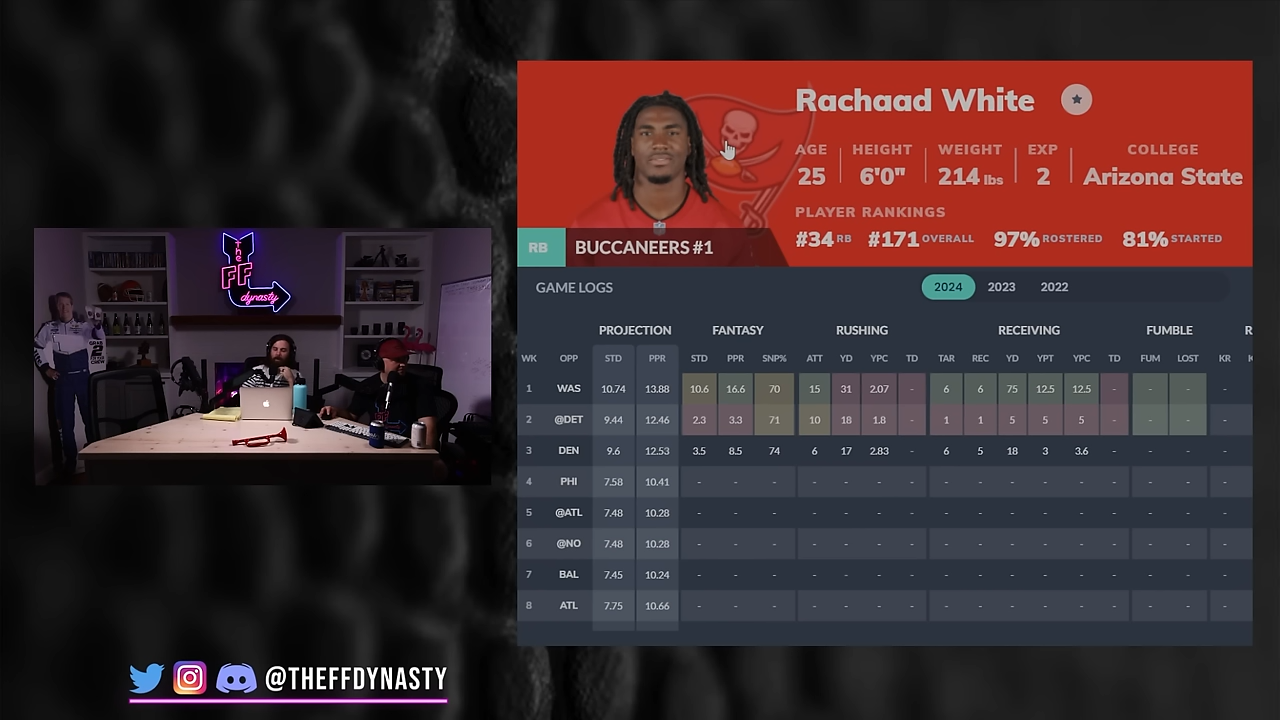 Rachaad White
AGE HEIGHT WEIGHT EXP COLLEGE
25 6'0" 214 lbs 2 Arizona State
PLAYER RANKINGS
#34 RB #171 OVERALL 97% ROSTERED 81% STARTED
RB BUCCANEERS #1
GAME LOGS 2024 2023 2022
PROJECTION FANTASY RUSHING RECEIVING FUMBLE R
WK OPP STD PPR STD PPR SNP% ATT YD YPC TD TAR REC YD YPT YPC TD FUM LOST KR
1 WAS 10.74 13.88 10.6 16.6 70 15 31 2.07 - 6 6 75 12.5 12.5 - - - -
2 @DET 9.44 12.46 2.3 3.3 71 10 18 1.8 - 1 1 5 5 5 - - - -
3 DEN 9.6 12.53 3.5 8.5 74 6 17 2.83 - 6 5 18 3 3.6 - - - -
4 PHI 7.58 10.41 - - - - - - - - - - - - - - - -
5 @ATL 7.48 10.28 - - - - - - - - - - - - - - - -
6 @NO 7.48 10.28 - - - - - - - - - - - - - - - -
7 BAL 7.45 10.24 - - - - - - - - - - - - - - - -
8 ATL 7.75 10.66 - - - - - - - - - - - - - - - -
The
FF
dynasty
@THEFFDYNASTY